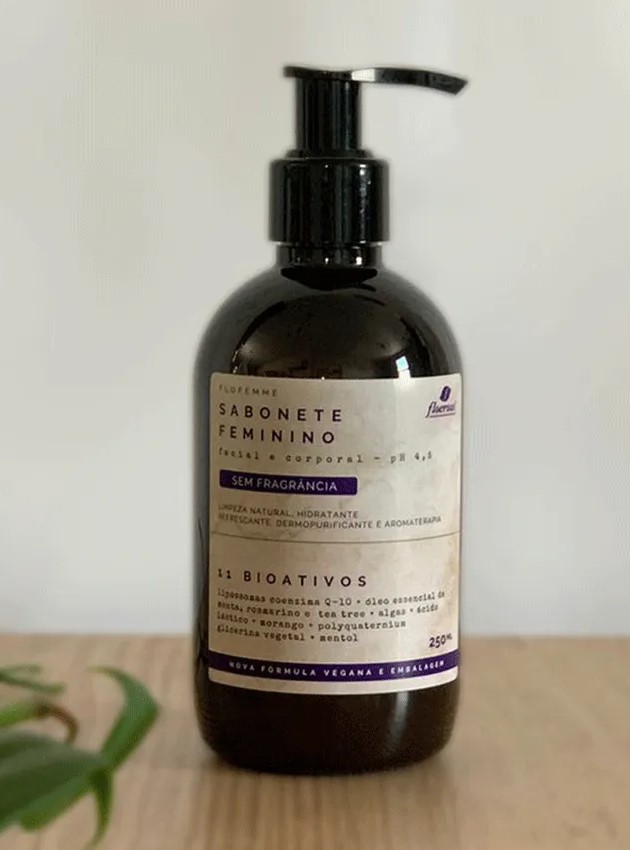 FLOFEMME
SABONETE
FEMININO
facial e corporal - pH 4,5
SEM FRAGRÂNCIA
LIMPEZA NATURAL, HIDRATANTE
REFRESCANTE, DERMOPURIFICANTE E AROMATERAPIA
11 BIOATIVOS
lipossomas coenzima Q-10 • óleo essencial de
menta, rosmarino e tea tree • algas • ácido
lático • morango • polyquaternium
glicerina vegetal • mentol
250ML
NOVA FÓRMULA VEGANA E EMBALAGEM